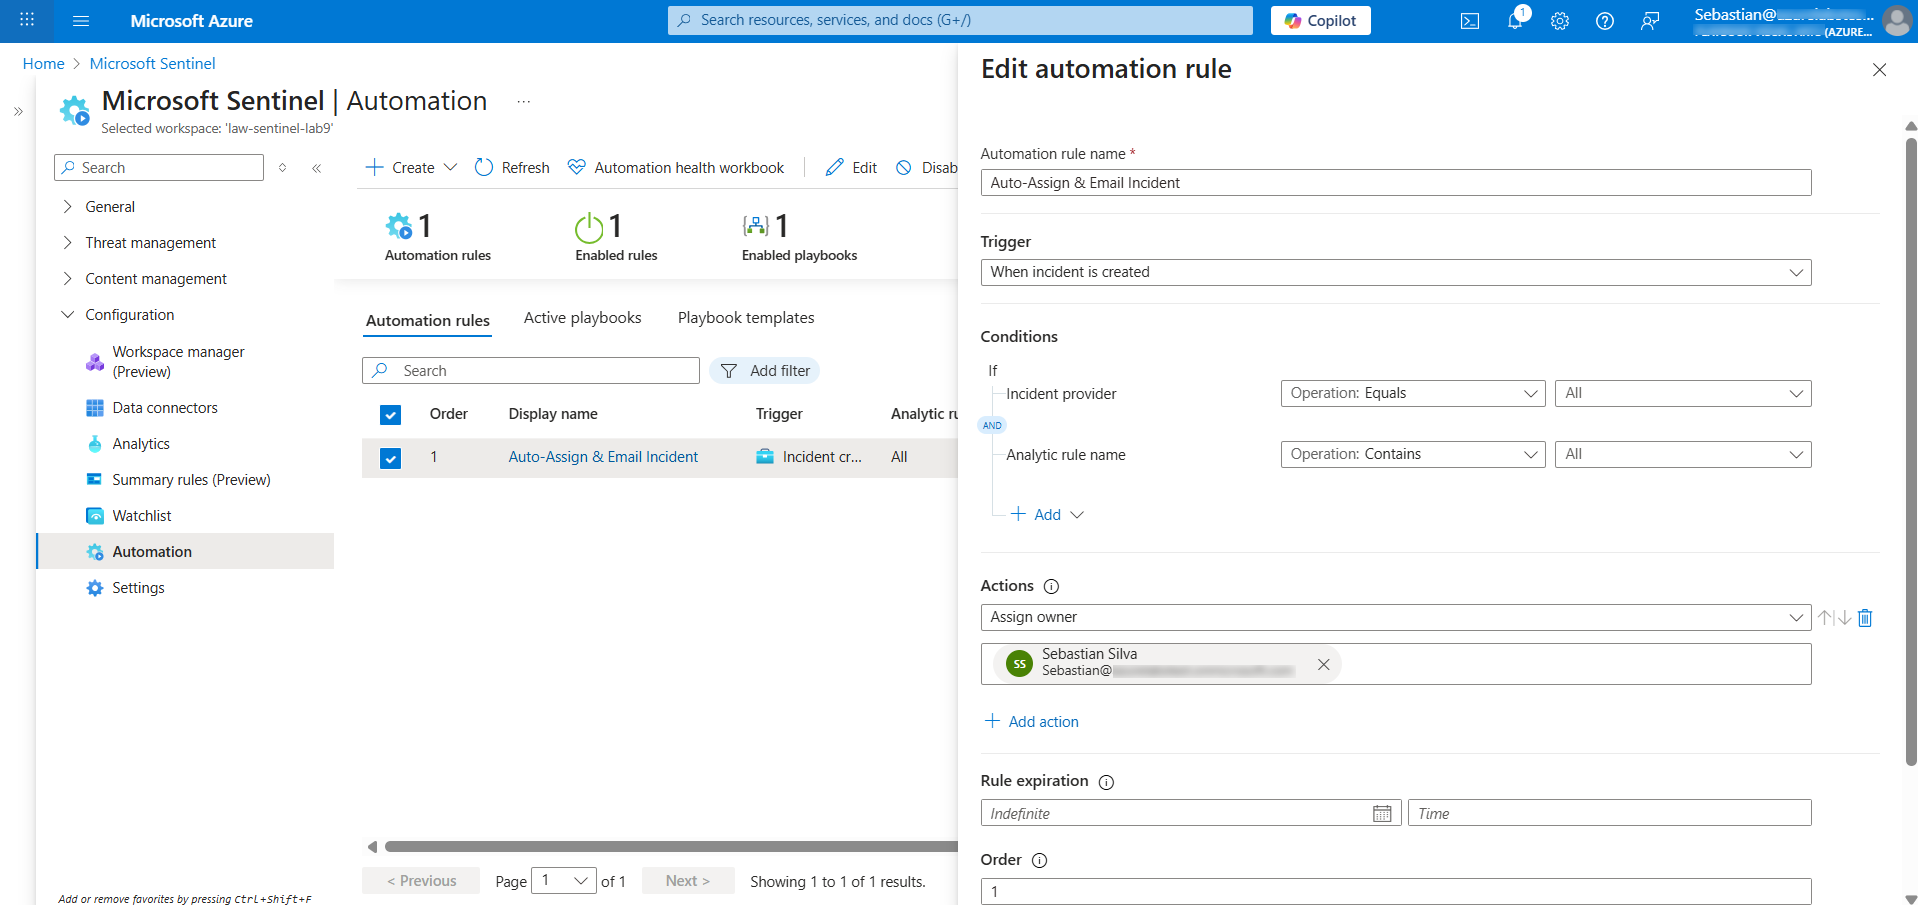 Microsoft Azure
Search resources, services, and docs (G+/)
Copilot
1
Sebastian@
(AZURE...
Home > Microsoft Sentinel
Microsoft Sentinel | Automation ...
Selected workspace: 'law-sentinel-lab9'
Search
General
Threat management
Content management
Configuration
Workspace manager
(Preview)
Data connectors
Analytics
Summary rules (Preview)
Watchlist
Automation
Settings
Add or remove favorites by pressing Ctrl+Shift+F
Create
Refresh
Automation health workbook
Edit
Disab
1
Automation rules
1
Enabled rules
1
Enabled playbooks
Automation rules
Active playbooks
Playbook templates
Search
Add filter
Order Display name Trigger Analytic ru
1 Auto-Assign & Email Incident Incident cr... All
< Previous
Page 1 of 1
Next >
Showing 1 to 1 of 1 results.
Edit automation rule
Automation rule name *
Auto-Assign & Email Incident
Trigger
When incident is created
Conditions
If
Incident provider Operation: Equals All
AND
Analytic rule name Operation: Contains All
Add
Actions
Assign owner
SS
Sebastian Silva
Sebastian@
Add action
Rule expiration
Indefinite
Time
Order
1